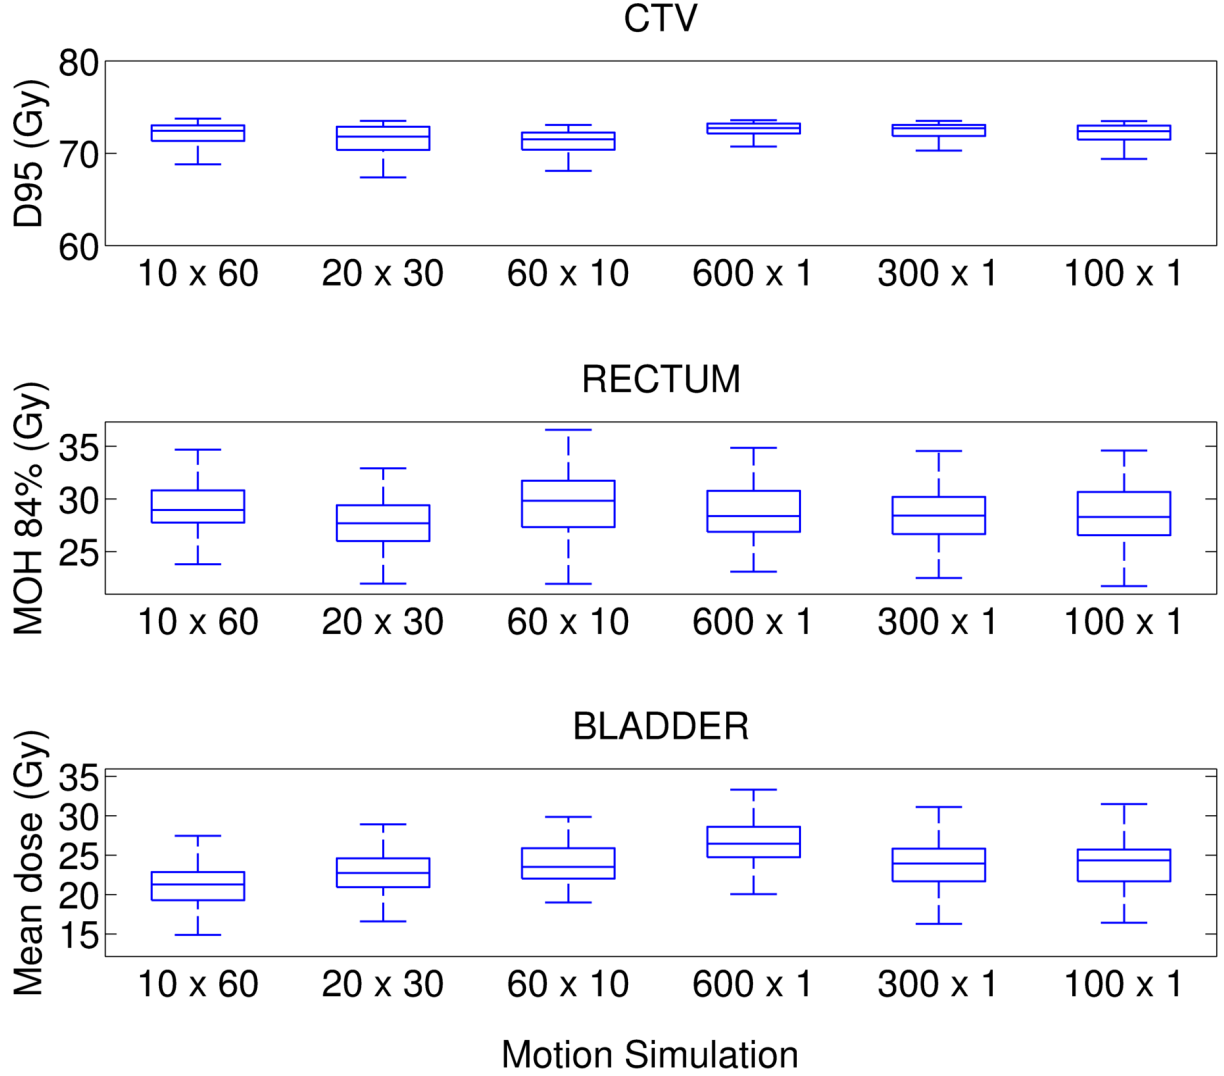 CTV
D95 (Gy)
80
70
60
10 x 60 20 x 30 60 x 10 600 x 1 300 x 1 100 x 1
RECTUM
MOH 84% (Gy)
35
30
25
10 x 60 20 x 30 60 x 10 600 x 1 300 x 1 100 x 1
BLADDER
Mean dose (Gy)
35
30
25
20
15
10 x 60 20 x 30 60 x 10 600 x 1 300 x 1 100 x 1
Motion Simulation